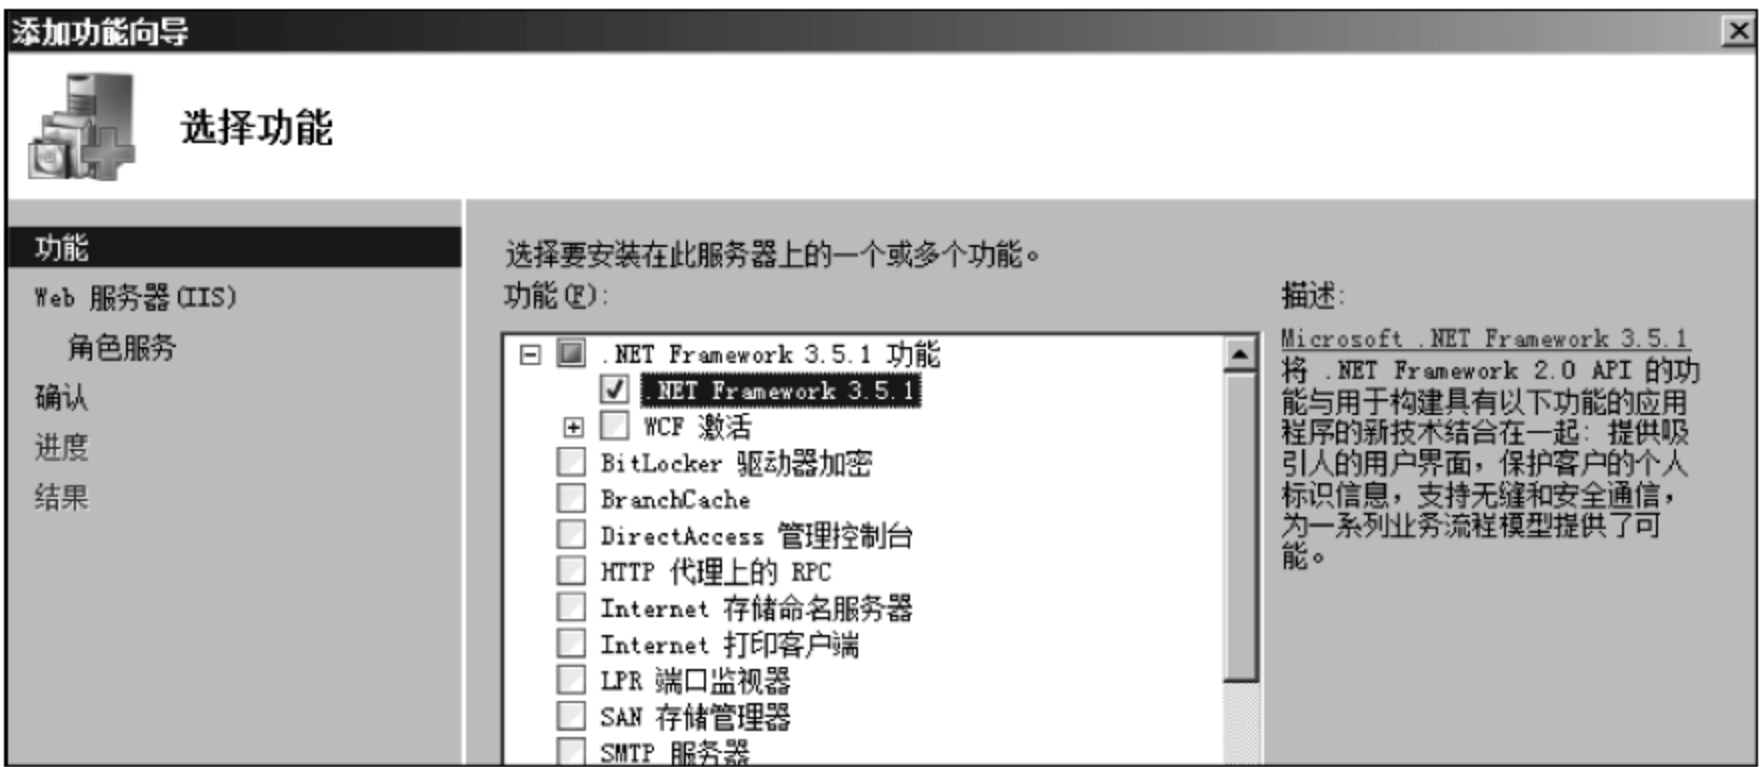 添加功能向导
选择功能
功能
Web 服务器(IIS)
角色服务
确认
进度
结果
选择要安装在此服务器上的一个或多个功能。
功能(F):
.NET Framework 3.5.1 功能
.NET Framework 3.5.1
WCF 激活
BitLocker 驱动器加密
BranchCache
DirectAccess 管理控制台
HTTP 代理上的 RPC
Internet 存储命名服务器
Internet 打印客户端
LPR 端口监视器
SAN 存储管理器
SMTP 服务器
描述:
Microsoft .NET Framework 3.5.1
将 .NET Framework 2.0 API 的功
能与用于构建具有以下功能的应用
程序的新技术结合在一起: 提供吸
引人的用户界面，保护客户的个人
标识信息，支持无缝和安全通信，
为一系列业务流程模型提供了可
能。